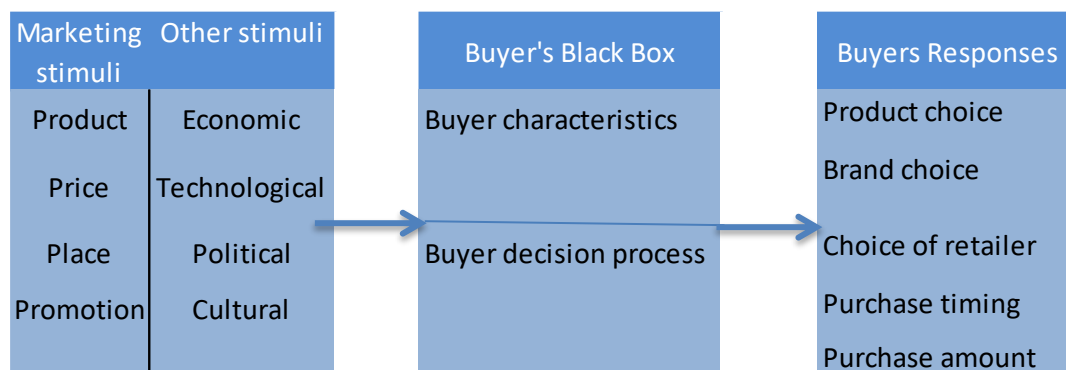 Marketing stimuli
Other stimuli
Product
Economic
Price
Technological
Place
Political
Promotion
Cultural
Buyer's Black Box
Buyer characteristics
Buyer decision process
Buyers Responses
Product choice
Brand choice
Choice of retailer
Purchase timing
Purchase amount